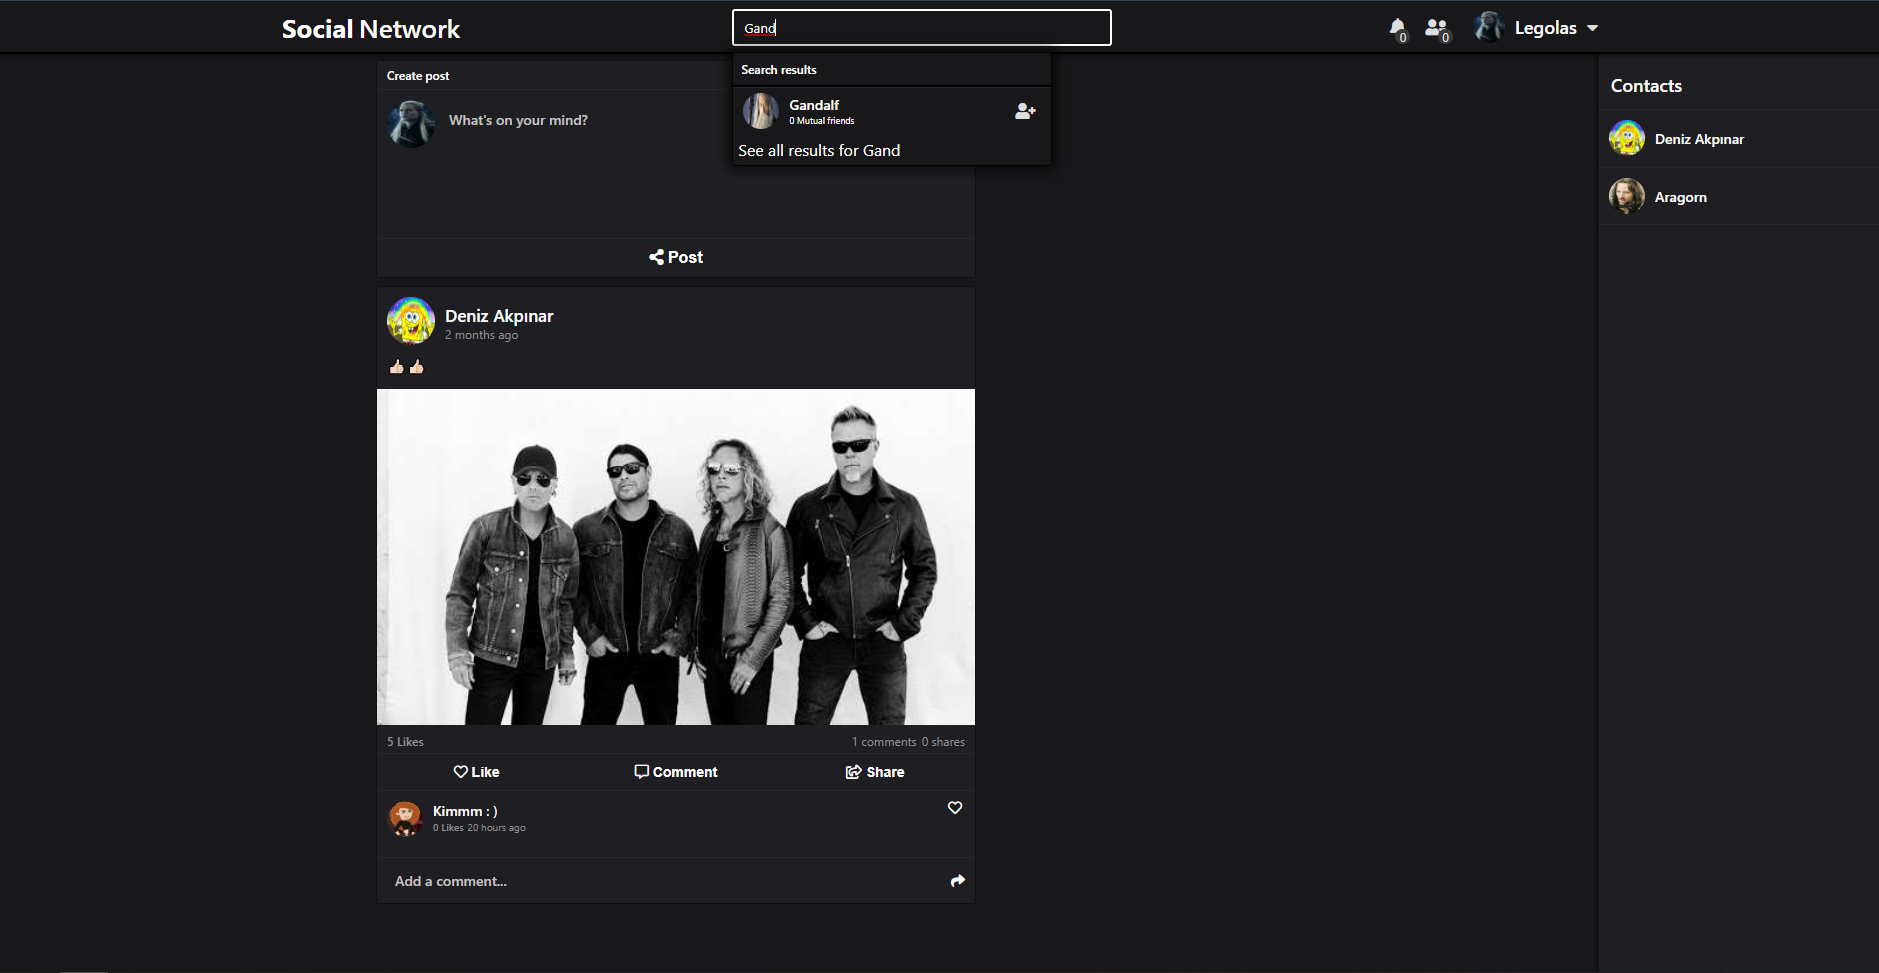 Social Network
Gand
0
0
Legolas
Search results
Gandalf
0 Mutual friends
See all results for Gand
Create post
What's on your mind?
Post
Deniz Akpınar
2 months ago
👍🏻👍🏻
5 Likes
1 comments 0 shares
Like
Comment
Share
Kimmm : )
0 Likes 20 hours ago
Add a comment...
Contacts
Deniz Akpınar
Aragorn